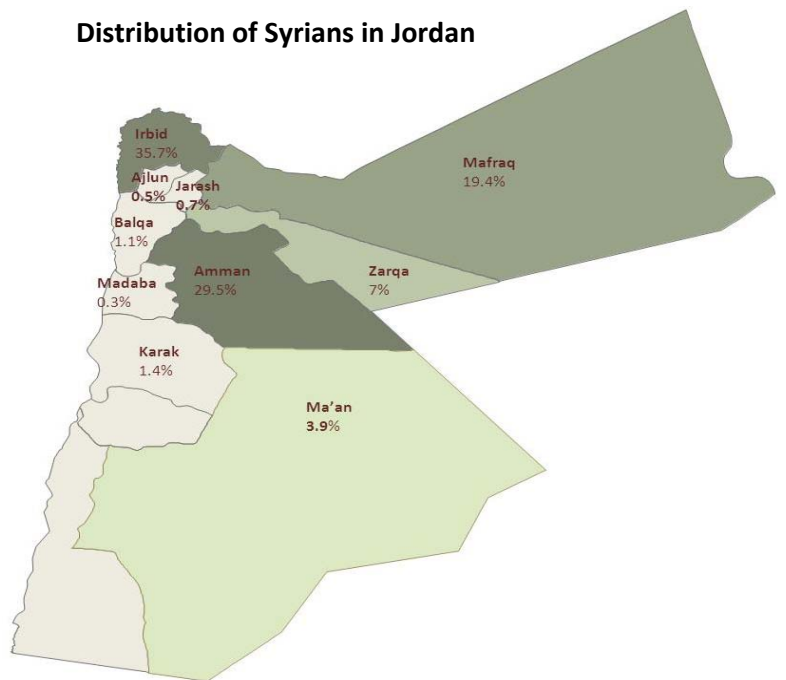 Distribution of Syrians in Jordan
Irbid
35.7%
Mafraq
19.4%
Ajlun
0.5%
Jarash
0.7%
Balqa
1.1%
Amman
29.5%
Zarqa
7%
Madaba
0.3%
Karak
1.4%
Ma’an
3.9%